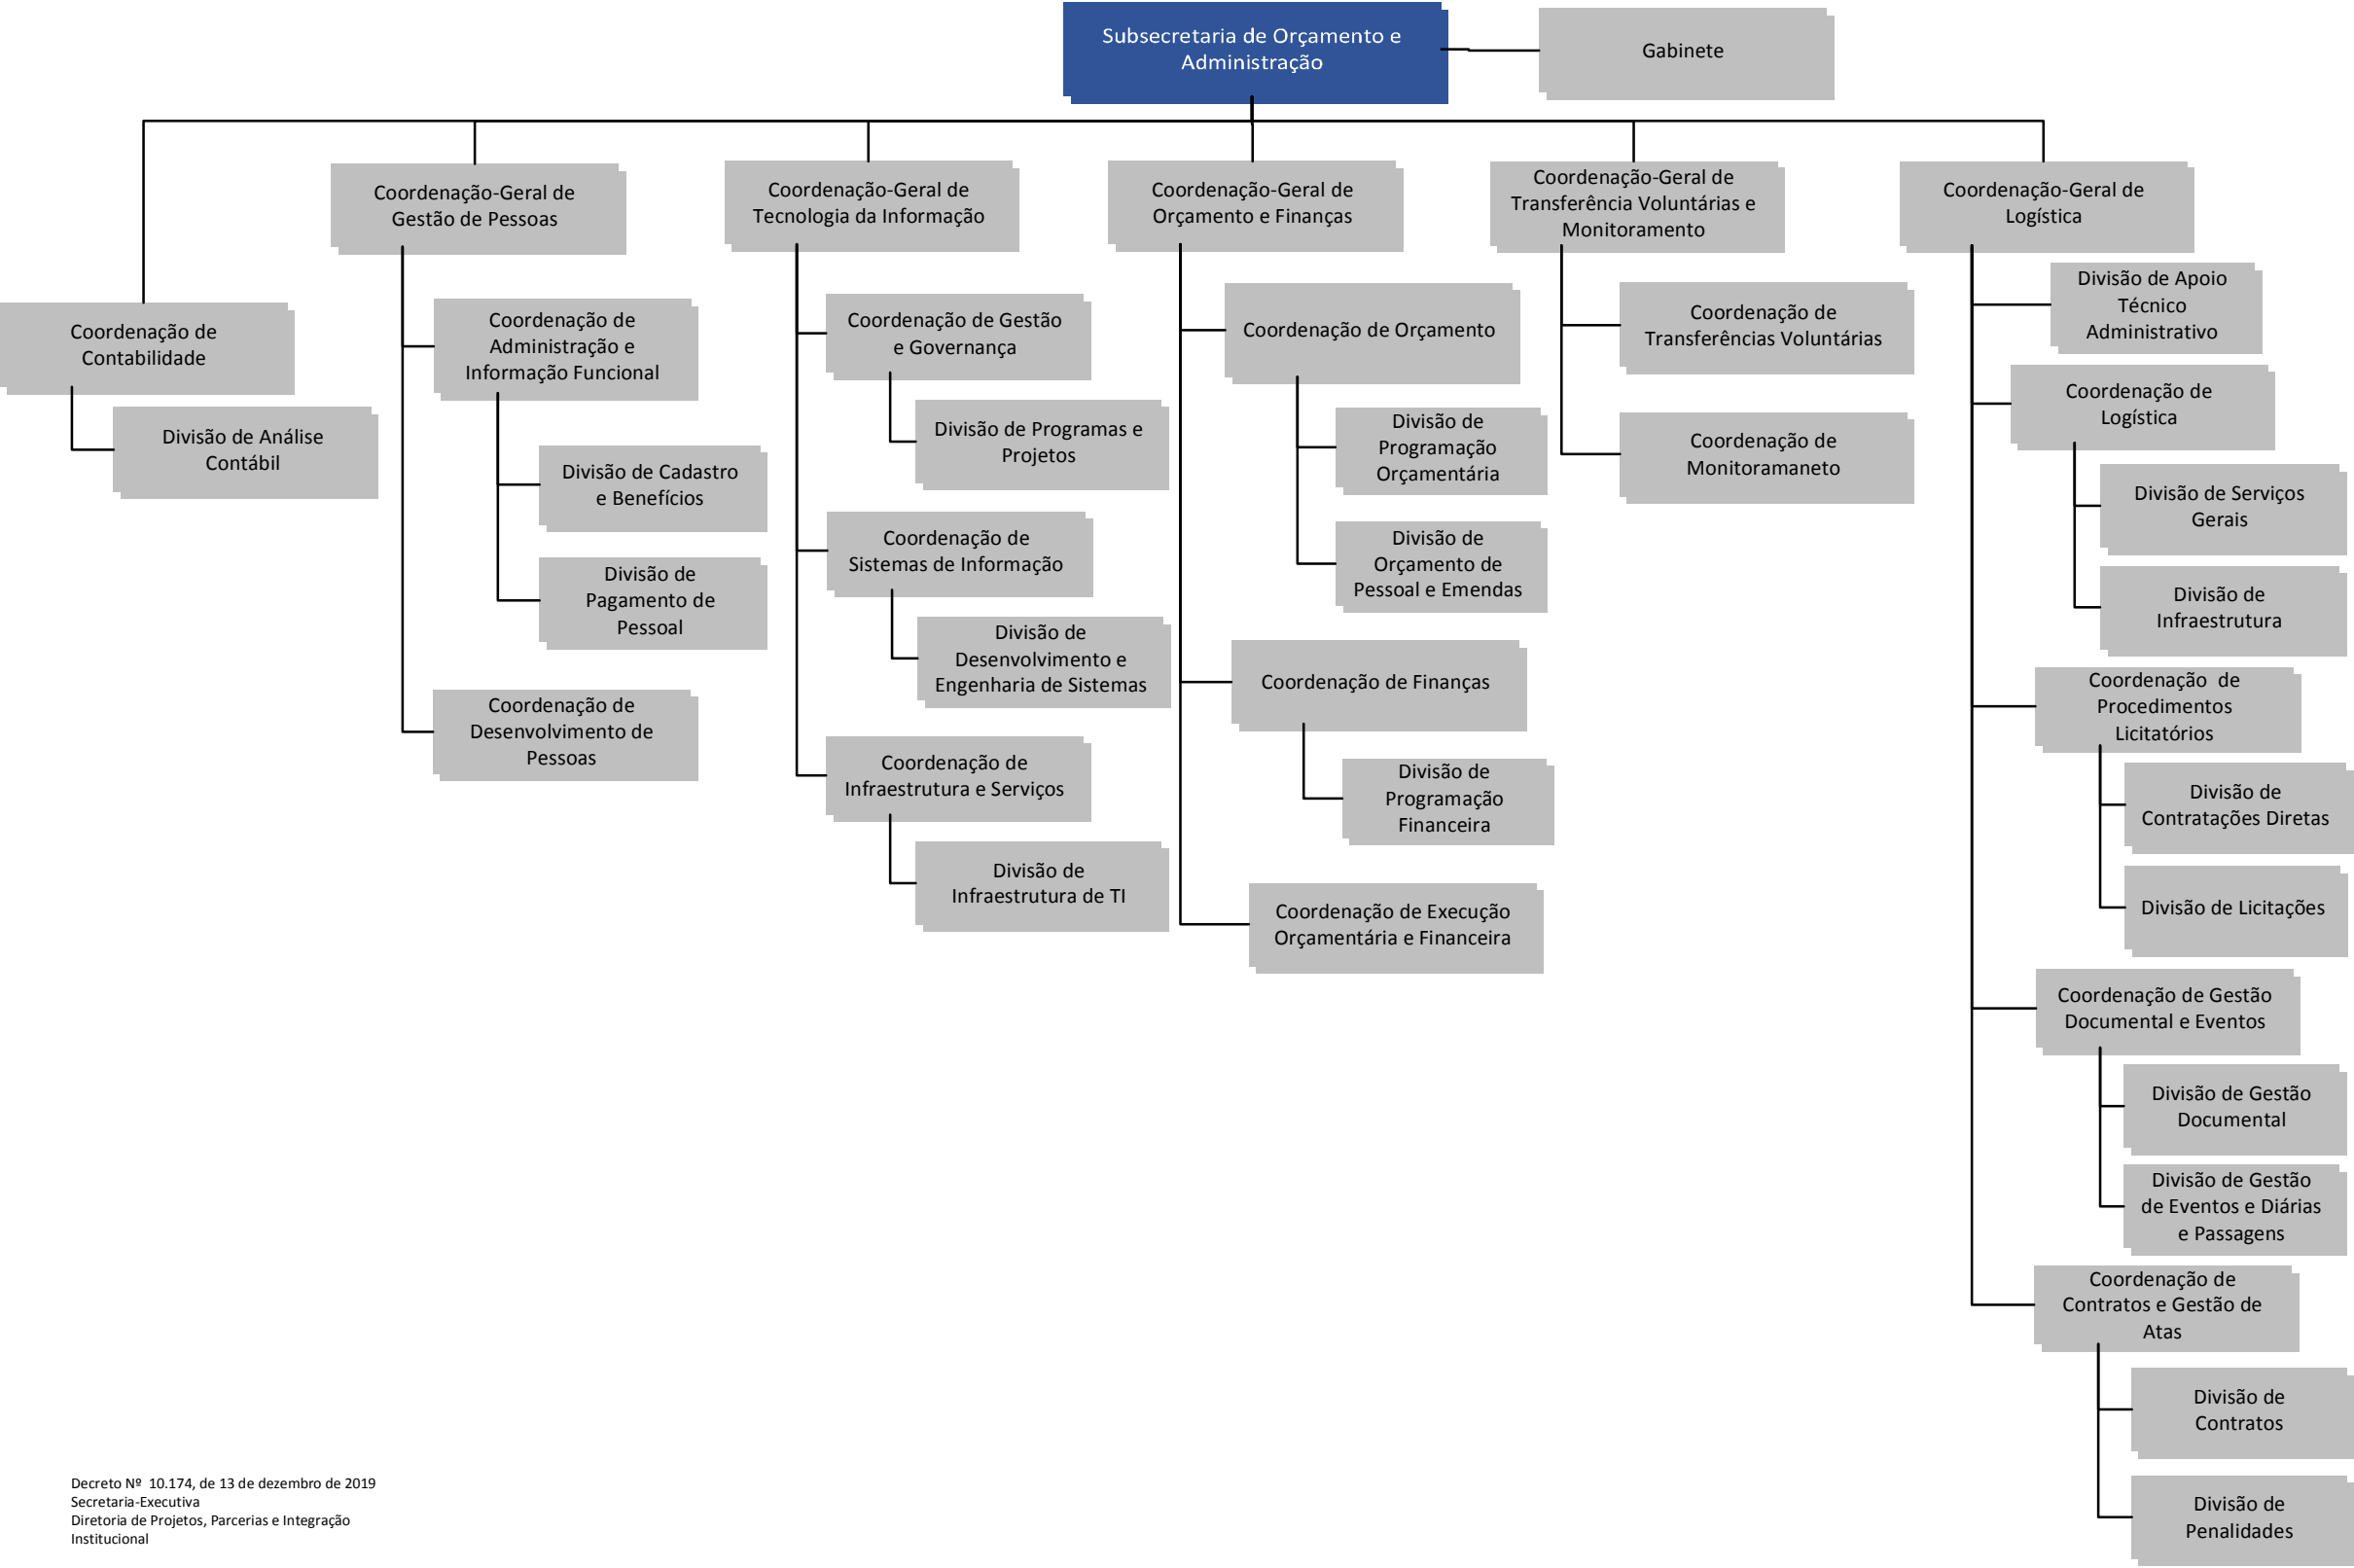 Subsecretaria de Orçamento e
Administração
Gabinete
Coordenação de
Contabilidade
Divisão de Análise
Contábil
Coordenação-Geral de
Gestão de Pessoas
Coordenação de
Administração e
Informação Funcional
Divisão de Cadastro
e Benefícios
Divisão de
Pagamento de
Pessoal
Coordenação de
Desenvolvimento de
Pessoas
Coordenação-Geral de
Tecnologia da Informação
Coordenação de Gestão
e Governança
Divisão de Programas e
Projetos
Coordenação de
Sistemas de Informação
Divisão de
Desenvolvimento e
Engenharia de Sistemas
Coordenação de
Infraestrutura e Serviços
Divisão de
Infraestrutura de TI
Coordenação-Geral de
Orçamento e Finanças
Coordenação de Orçamento
Divisão de
Programação
Orçamentária
Divisão de
Orçamento de
Pessoal e Emendas
Coordenação de Finanças
Divisão de
Programação
Financeira
Coordenação de Execução
Orçamentária e Financeira
Coordenação-Geral de
Transferência Voluntárias e
Monitoramento
Coordenação de
Transferências Voluntárias
Coordenação de
Monitoramaneto
Coordenação-Geral de
Logística
Divisão de Apoio
Técnico
Administrativo
Coordenação de
Logística
Divisão de Serviços
Gerais
Divisão de
Infraestrutura
Coordenação  de
Procedimentos
Licitatórios
Divisão de
Contratações Diretas
Divisão de Licitações
Coordenação de Gestão
Documental e Eventos
Divisão de Gestão
Documental
Divisão de Gestão
de Eventos e Diárias
e Passagens
Coordenação de
Contratos e Gestão de
Atas
Divisão de
Contratos
Divisão de
Penalidades
Decreto Nº  10.174, de 13 de dezembro de 2019
Secretaria-Executiva
Diretoria de Projetos, Parcerias e Integração
Institucional